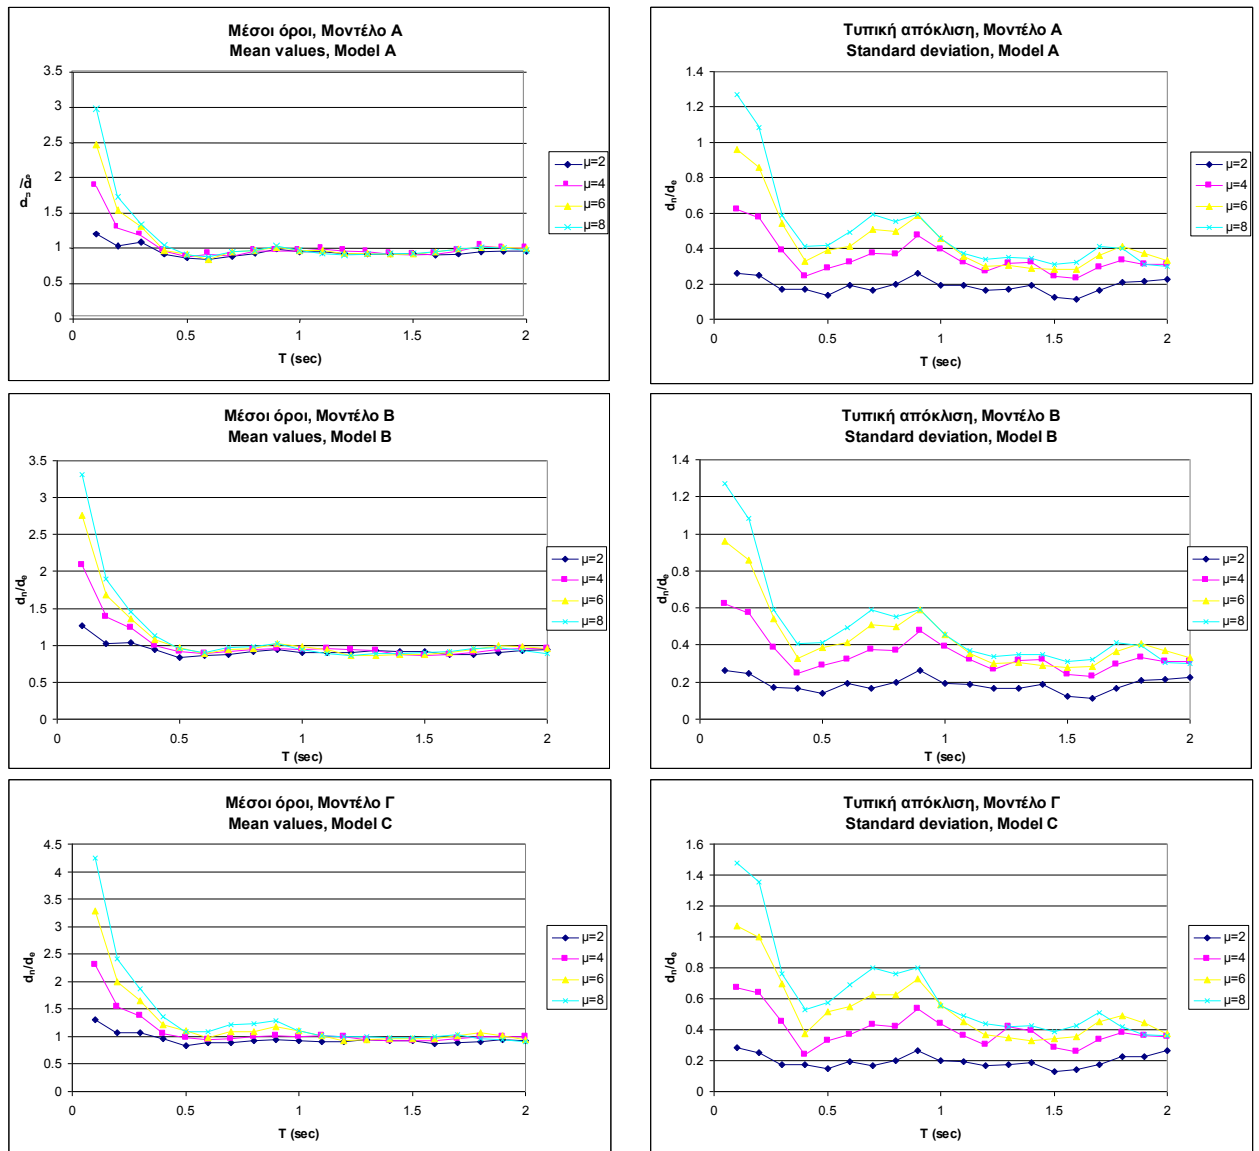 Μέσοι όροι, Μοντέλο Α
Mean values, Model A
3.5
3
2.5
2
1.5
1
0.5
0
0
0.5
1
1.5
2
T (sec)
μ=2
μ=4
μ=6
μ=8
Τυπική απόκλιση, Μοντέλο Α
Standard deviation, Model A
1.4
1.2
1
0.8
0.6
0.4
0.2
0
dn/de
0
0.5
1
1.5
2
T (sec)
μ=2
μ=4
μ=6
μ=8
Μέσοι όροι, Μοντέλο Β
Mean values, Model B
3.5
3
2.5
2
1.5
1
0.5
0
dn/de
0
0.5
1
1.5
2
T (sec)
μ=2
μ=4
μ=6
μ=8
Τυπική απόκλιση, Μοντέλο Β
Standard deviation, Model B
1.4
1.2
1
0.8
0.6
0.4
0.2
0
dn/de
0
0.5
1
1.5
2
T (sec)
μ=2
μ=4
μ=6
μ=8
Μέσοι όροι, Μοντέλο Γ
Mean values, Model C
4.5
4
3.5
3
2.5
2
1.5
1
0.5
0
dn/de
0
0.5
1
1.5
2
T (sec)
μ=2
μ=4
μ=6
μ=8
Τυπική απόκλιση, Μοντέλο Γ
Standard deviation, Model C
1.6
1.4
1.2
1
0.8
0.6
0.4
0.2
0
dn/de
0
0.5
1
1.5
2
T (sec)
μ=2
μ=4
μ=6
μ=8